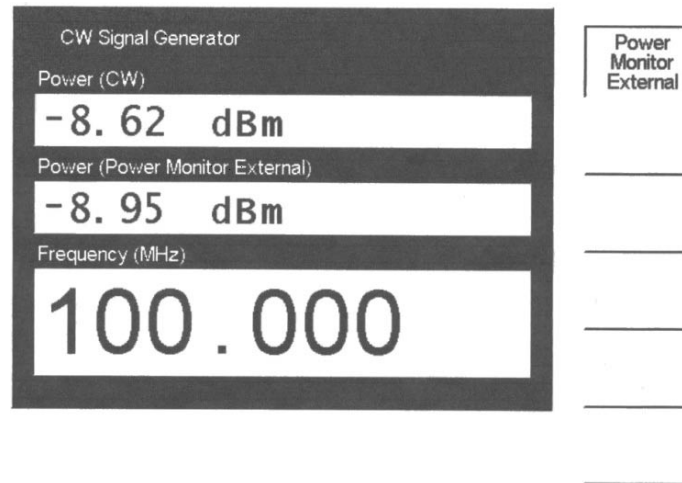 CW Signal Generator
Power (CW)
-8.62 dBm
Power (Power Monitor External)
-8.95 dBm
Frequency (MHz)
100.000
Power
Monitor
External